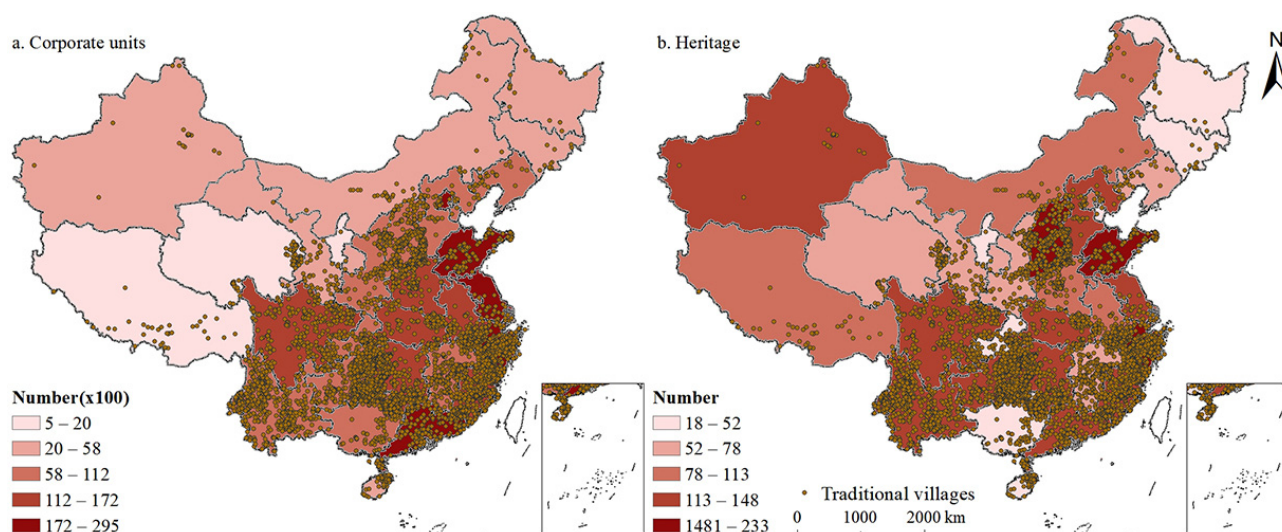 a. Corporate units
b. Heritage
N
Number(x100)
5 – 20
20 – 58
58 – 112
112 – 172
172 – 295
Number
18 – 52
52 – 78
78 – 113
113 – 148
1481 – 233
Traditional villages
0 1000 2000 km